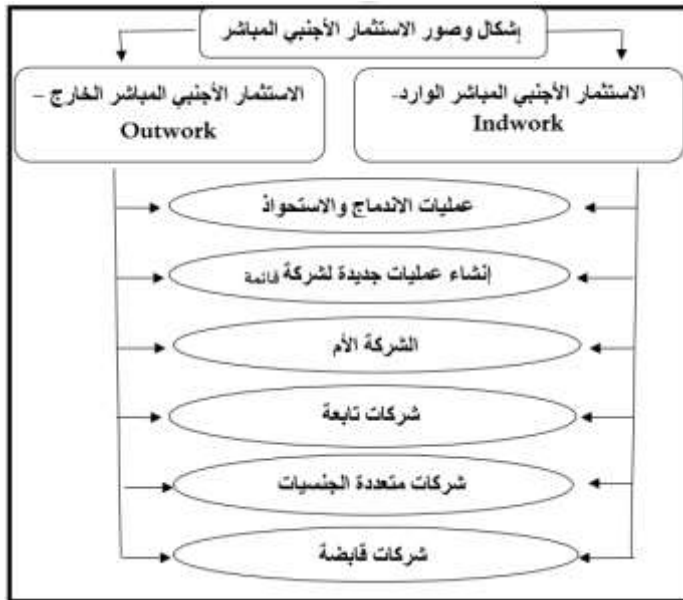 إشكال وصور الاستثمار الأجنبي المباشر
الاستثمار الأجنبي المباشر الوارد-
Indwork
الاستثمار الأجنبي المباشر الخارج –
Outwork
عمليات الاندماج والاستحواذ
إنشاء عمليات جديدة لشركة قائمة
الشركة الأم
شركات تابعة
شركات متعددة الجنسيات
شركات قابضة